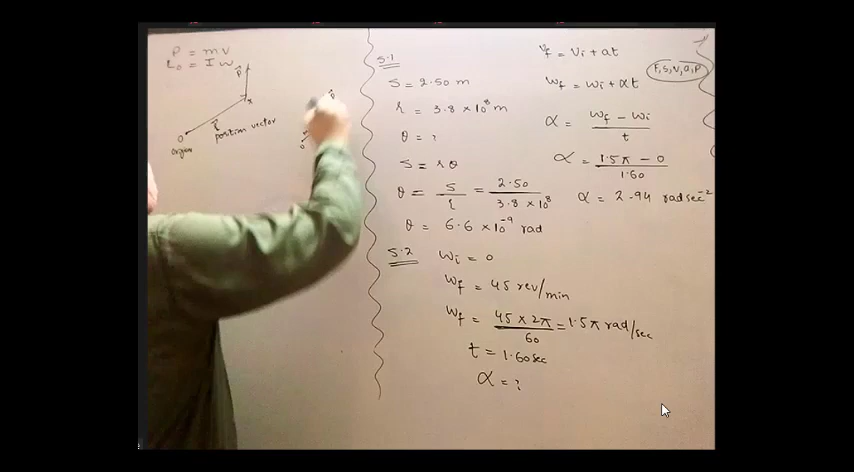 P = mv
L₀ = Iω
P⃗
r⃗
position vector
O
origin
P⃗
O
5.1
S = 2.50 m
r = 3.8 × 10⁸ m
θ = ?
S = rθ
θ = S/r = 2.50/3.8 × 10⁸
θ = 6.6 × 10⁻⁹ rad
5.2 ωi = 0
ωf = 45 rev/min
ωf = 45 × 2π/60 = 1.5π rad/sec
t = 1.60 sec
α = ?
vf = vi + at
ωf = ωi + αt
F, S, V, a, P
α = ωf − ωi/t
α = 1.5π − 0/1.60
α = 2.94 rad sec⁻²